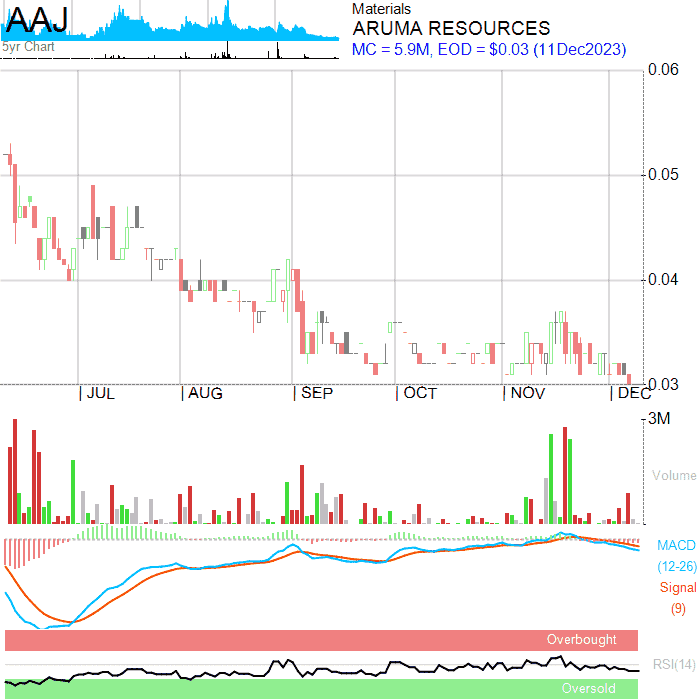 AAJ
5yr Chart
Materials
ARUMA RESOURCES
MC = 5.9M, EOD = $0.03 (11Dec2023)
0.06
0.05
0.04
0.03
JUL AUG SEP OCT NOV DEC
3M
Volume
MACD
(12-26)
Signal
(9)
Overbought
RSI(14)
Oversold